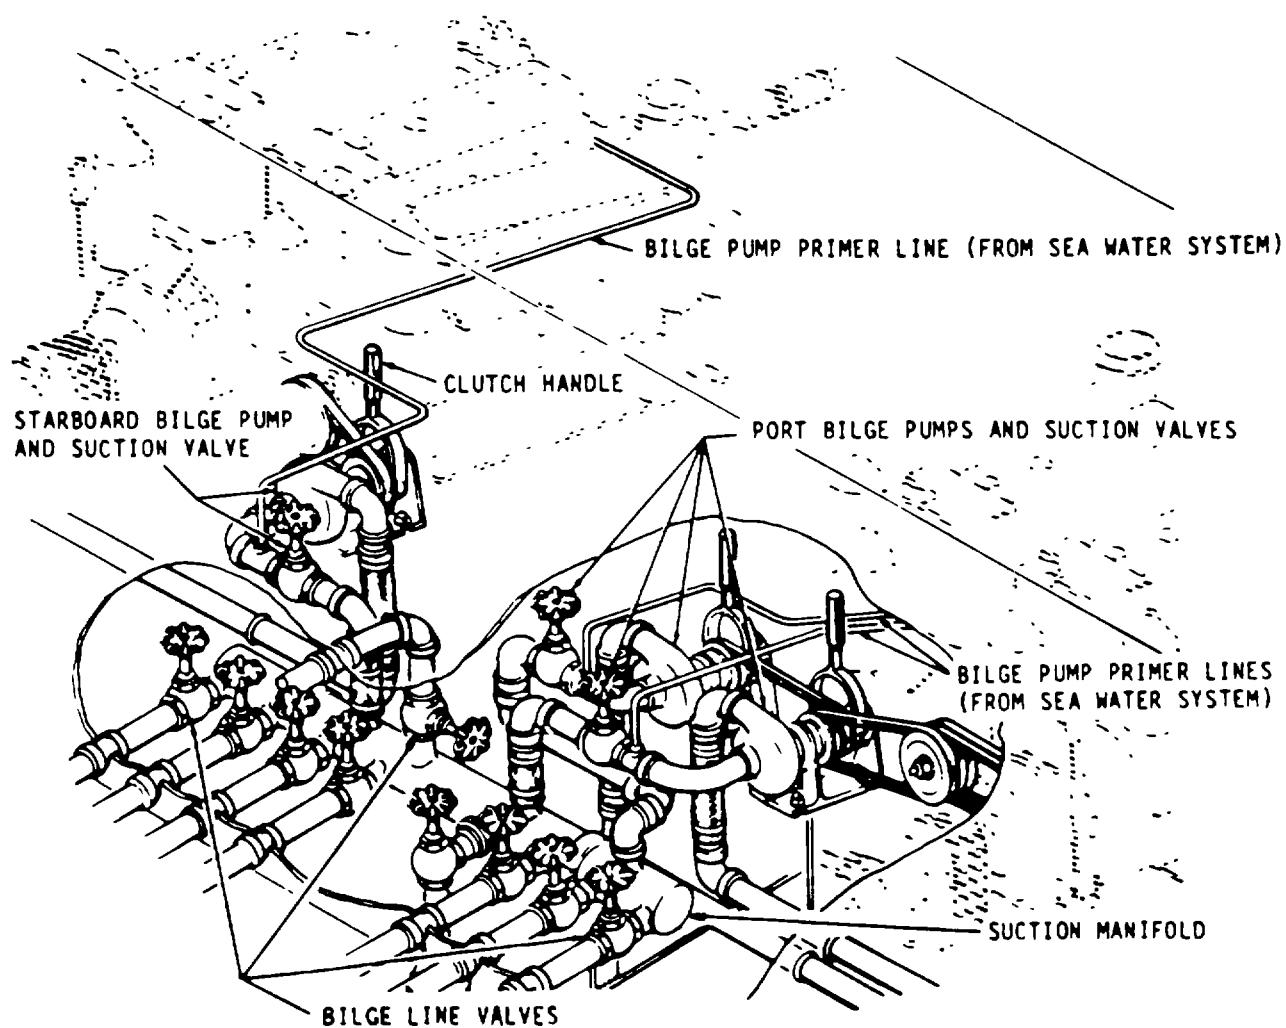 BILGE PUMP PRIMER LINE (FROM SEA WATER SYSTEM)
CLUTCH HANDLE
STARBOARD BILGE PUMP
AND SUCTION VALVE
PORT BILGE PUMPS AND SUCTION VALVES
BILGE PUMP PRIMER LINES
(FROM SEA WATER SYSTEM)
SUCTION MANIFOLD
BILGE LINE VALVES